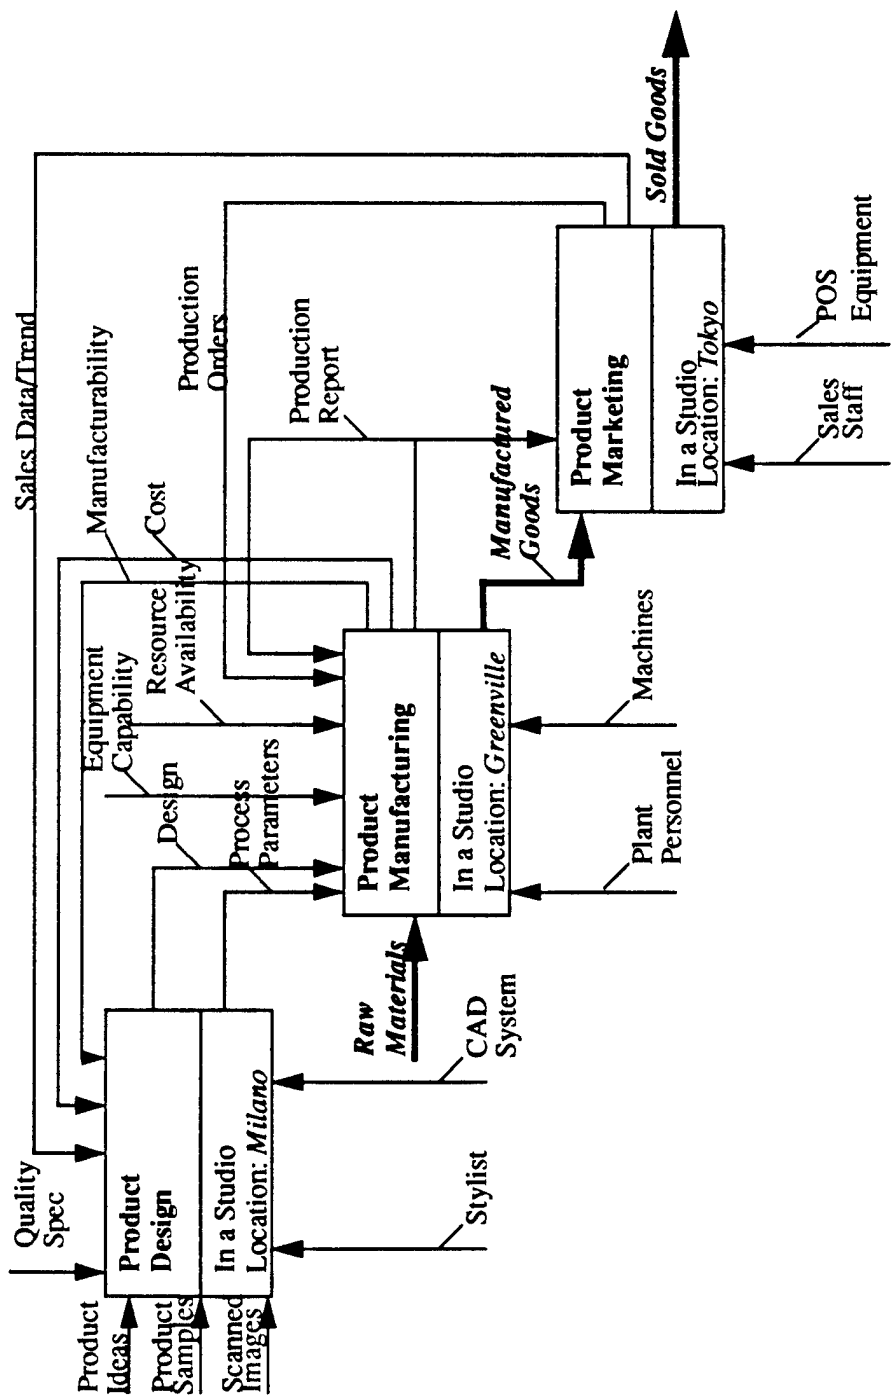 Quality
Spec
Product
Ideas
Product
Samples
Scanned
Images
Product
Design
In a Studio
Location: Milano
Stylist
CAD
System
Sales Data/Trend
Manufacturability
Cost
Equipment
Capability
Resource
Availability
Design
Process
Parameters
Raw
Materials
Product
Manufacturing
In a Studio
Location: Greenville
Plant
Personnel
Machines
Production
Orders
Production
Report
Manufactured
Goods
Product
Marketing
In a Studio
Location: Tokyo
Sales
Staff
POS
Equipment
Sold Goods